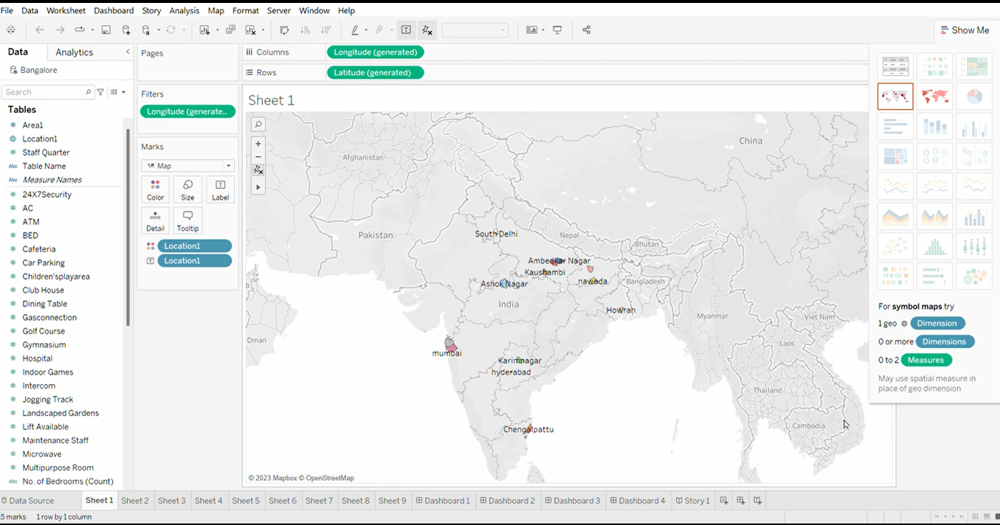 File Data Worksheet Dashboard Story Analysis Map Format Server Window Help
Show Me
Data Analytics
Bangalore
Search
Tables
Area1
Location1
Staff Quarter
Abc Table Name
Abc Measure Names
24X7Security
AC
ATM
BED
Cafeteria
Car Parking
Children'splayarea
Club House
Dining Table
Gasconnection
Golf Course
Gymnasium
Hospital
Indoor Games
Intercom
Jogging Track
Landscaped Gardens
Lift Available
Maintenance Staff
Microwave
Multipurpose Room
Abc No. of Bedrooms (Count)
Pages
Filters
Longitude (generate..
Marks
Map
Color Size Label
Detail Tooltip
Location1
Location1
Columns Longitude (generated)
Rows Latitude (generated)
Sheet 1
China
Afghanistan
Pakistan
South Delhi
Nepal
Bhutan
Ambedkar Nagar
Kaushambi
Ashok Nagar
nawada
Bangladesh
India
Howrah
Myanmar
Viet Nam
Oman
Laos
mumbai
Karimnagar
hyderabad
Thailand
Cambodia
Chengalpattu
© 2023 Mapbox © OpenStreetMap
For symbol maps try
1 geo Dimension
0 or more Dimensions
0 to 2 Measures
May use spatial measure in
place of geo dimension
Data Source Sheet 1 Sheet 2 Sheet 3 Sheet 4 Sheet 5 Sheet 6 Sheet 7 Sheet 8 Sheet 9 Dashboard 1 Dashboard 2 Dashboard 3 Dashboard 4 Story 1
5 marks 1 row by 1 column